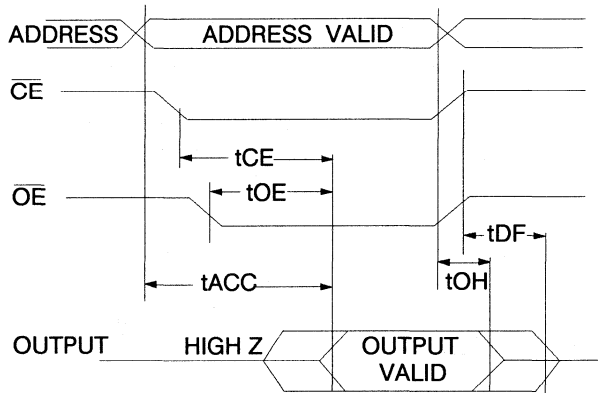 ADDRESS
ADDRESS VALID
CE
tCE
tOE
OE
tDF
tACC
tOH
OUTPUT
HIGH Z
OUTPUT
VALID